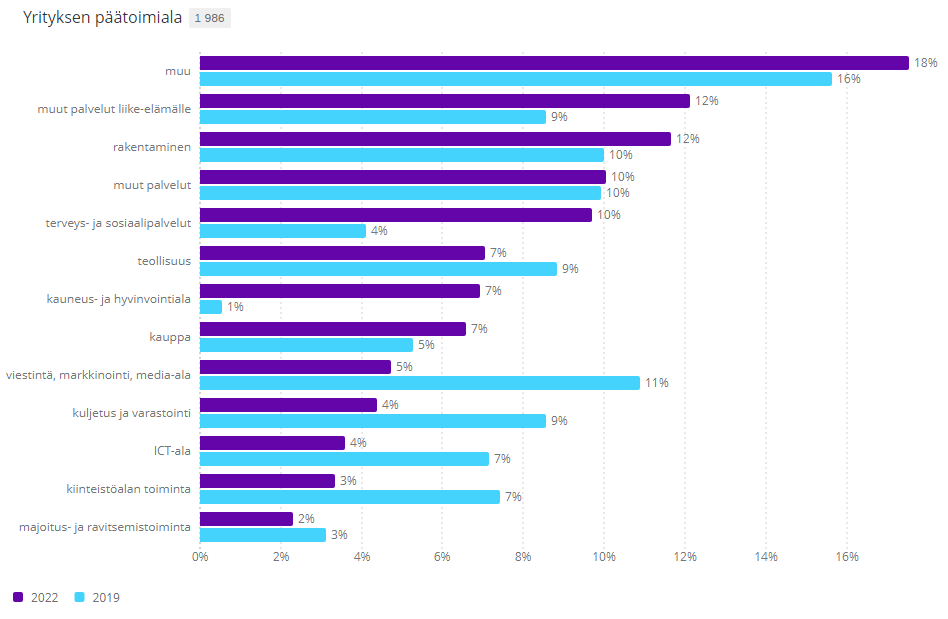 Yrityksen päätoimiala 1 986
muu 18%
16%
muut palvelut liike-elämälle 12%
9%
rakentaminen 12%
10%
muut palvelut 10%
10%
terveys- ja sosiaalipalvelut 10%
4%
teollisuus 7%
9%
kauneus- ja hyvinvointiala 7%
1%
kauppa 7%
5%
viestintä, markkinointi, media-ala 5%
11%
kuljetus ja varastointi 4%
9%
ICT-ala 4%
7%
kiinteistöalan toiminta 3%
7%
majoitus- ja ravitsemistoiminta 2%
3%
0% 2% 4% 6% 8% 10% 12% 14% 16%
2022 2019